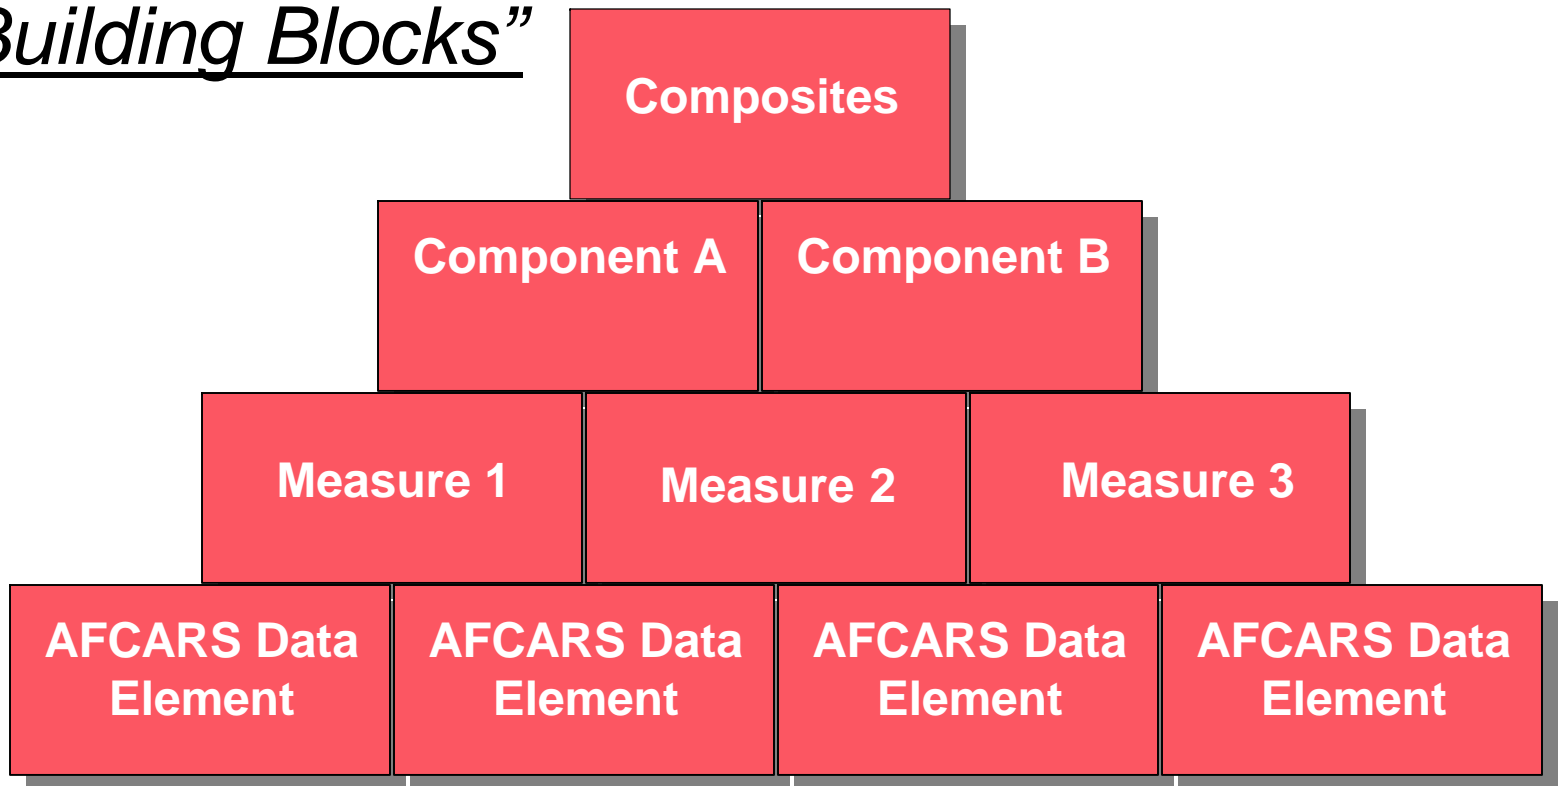 Building Blocks”
Composites
Component A Component B
Measure 1 Measure 2 Measure 3
AFCARS Data AFCARS Data AFCARS Data AFCARS Data
Element Element Element Element